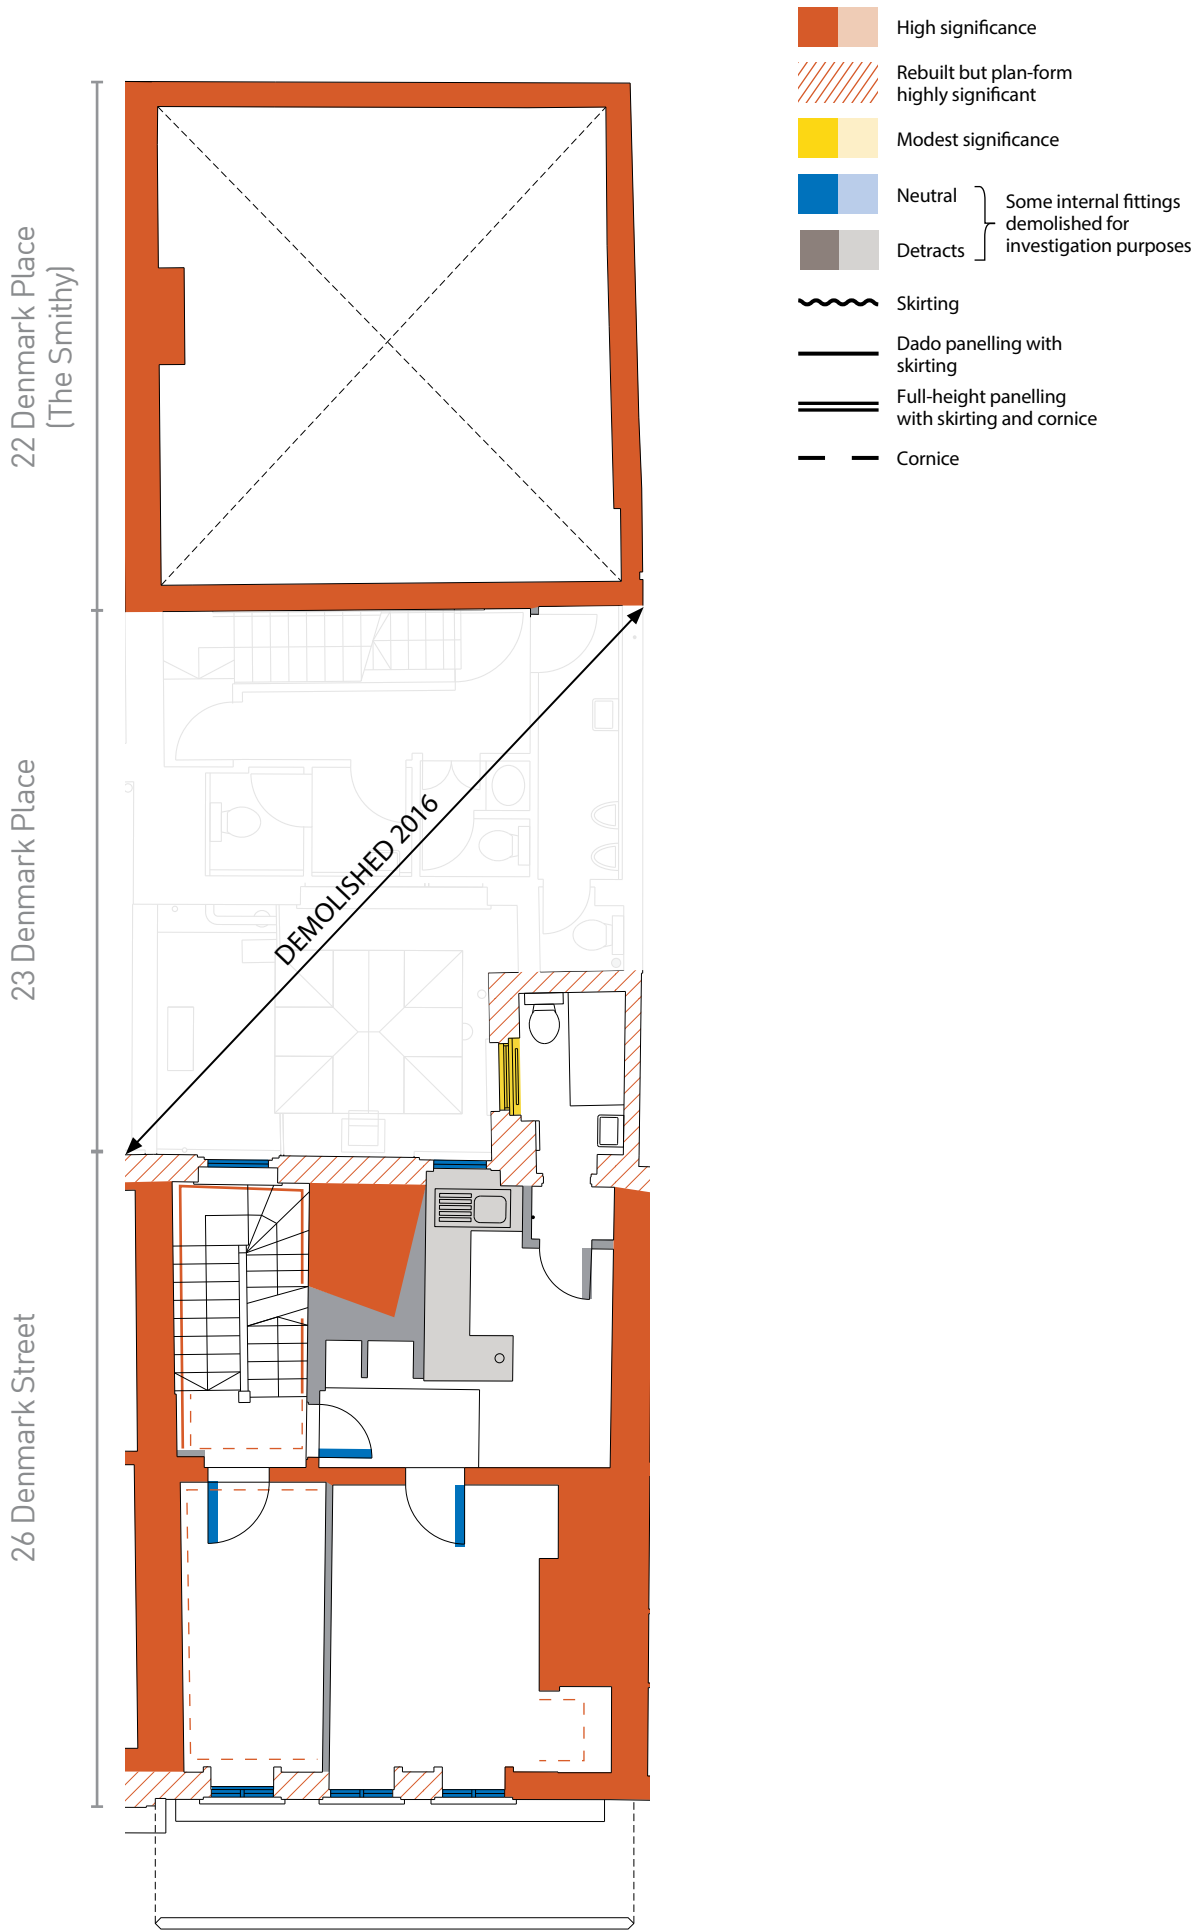 High significance
Rebuilt but plan-form
highly significant
Modest significance
Neutral
Detracts
Some internal fittings
demolished for
investigation purposes
Skirting
Dado panelling with
skirting
Full-height panelling
with skirting and cornice
Cornice
22 Denmark Place
(The Smithy)
23 Denmark Place
DEMOLISHED 2016
26 Denmark Street